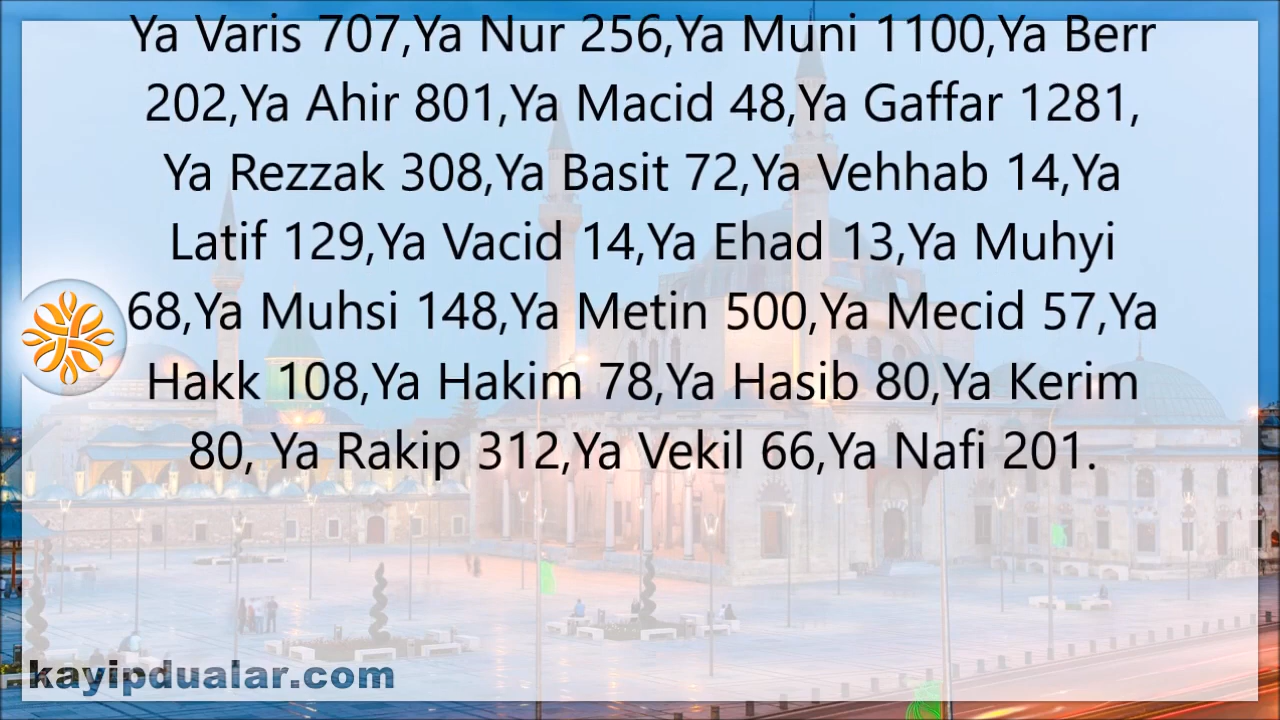 Ya Varis 707,Ya Nur 256,Ya Muni 1100,Ya Berr
202,Ya Ahir 801,Ya Macid 48,Ya Gaffar 1281,
Ya Rezzak 308,Ya Basit 72,Ya Vehhab 14,Ya
Latif 129,Ya Vacid 14,Ya Ehad 13,Ya Muhyi
68,Ya Muhsi 148,Ya Metin 500,Ya Mecid 57,Ya
Hakk 108,Ya Hakim 78,Ya Hasib 80,Ya Kerim
80, Ya Rakip 312,Ya Vekil 66,Ya Nafi 201.
kayipdualar.com